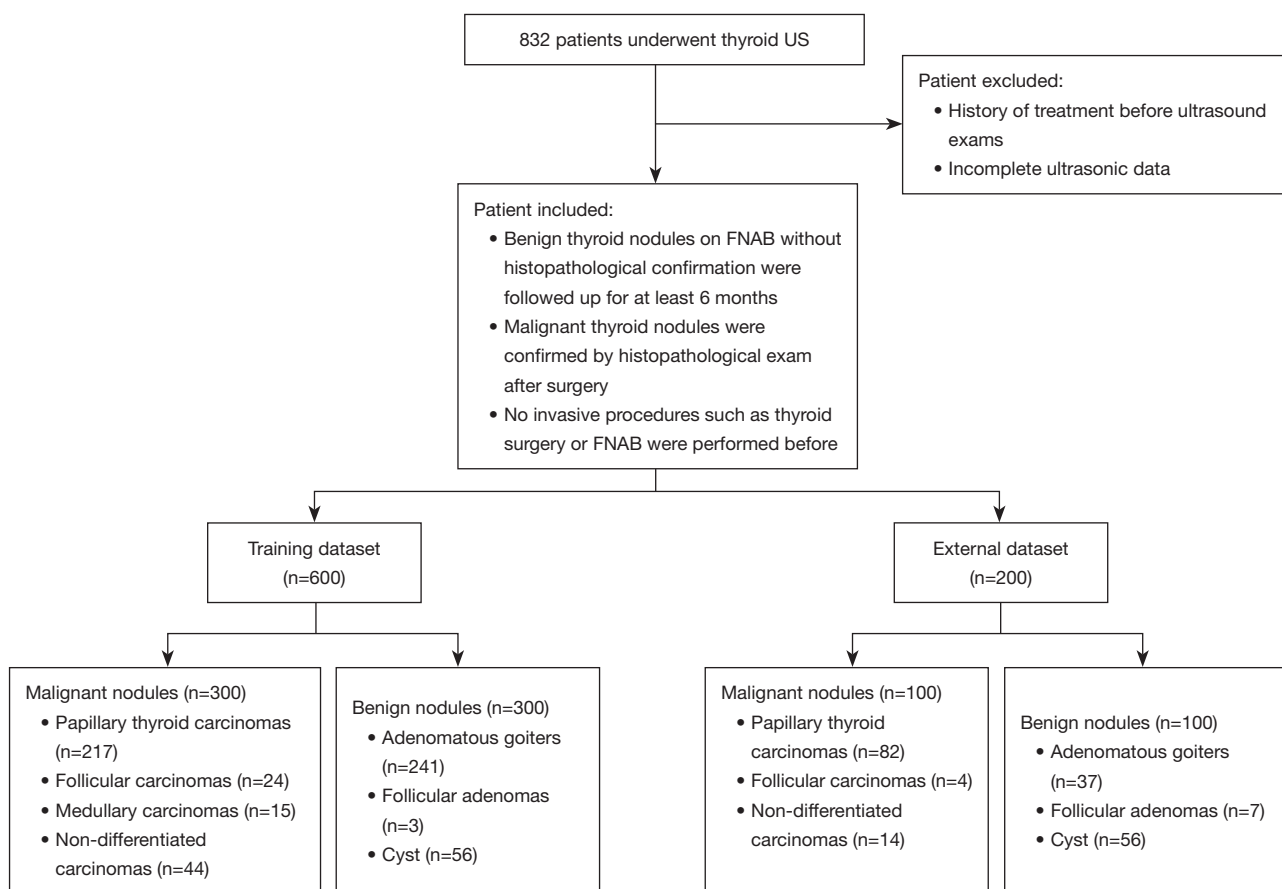 832 patients underwent thyroid US
Patient excluded:
• History of treatment before ultrasound
exams
• Incomplete ultrasonic data
Patient included:
• Benign thyroid nodules on FNAB without
histopathological confirmation were
followed up for at least 6 months
• Malignant thyroid nodules were
confirmed by histopathological exam
after surgery
• No invasive procedures such as thyroid
surgery or FNAB were performed before
Training dataset
(n=600)
External dataset
(n=200)
Malignant nodules (n=300)
• Papillary thyroid carcinomas
(n=217)
• Follicular carcinomas (n=24)
• Medullary carcinomas (n=15)
• Non-differentiated
carcinomas (n=44)
Benign nodules (n=300)
• Adenomatous goiters
(n=241)
• Follicular adenomas
(n=3)
• Cyst (n=56)
Malignant nodules (n=100)
• Papillary thyroid
carcinomas (n=82)
• Follicular carcinomas (n=4)
• Non-differentiated
carcinomas (n=14)
Benign nodules (n=100)
• Adenomatous goiters
(n=37)
• Follicular adenomas (n=7)
• Cyst (n=56)